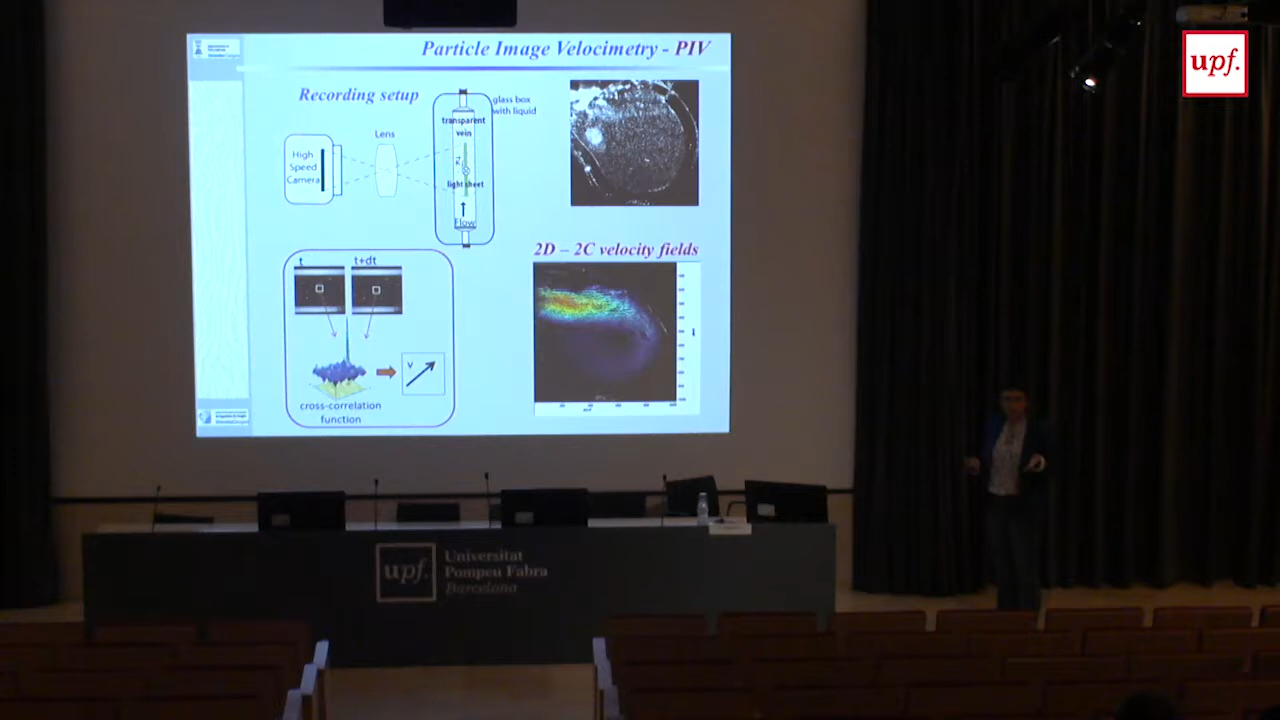 Particle Image Velocimetry - PIV
Recording setup
glass box
with liquid
transparent
vein
Lens
High
Speed
Camera
light sheet
Flow
t
t+dt
v
cross-correlation
function
2D – 2C velocity fields
upf.
upf.
Universitat
Pompeu Fabra
Barcelona